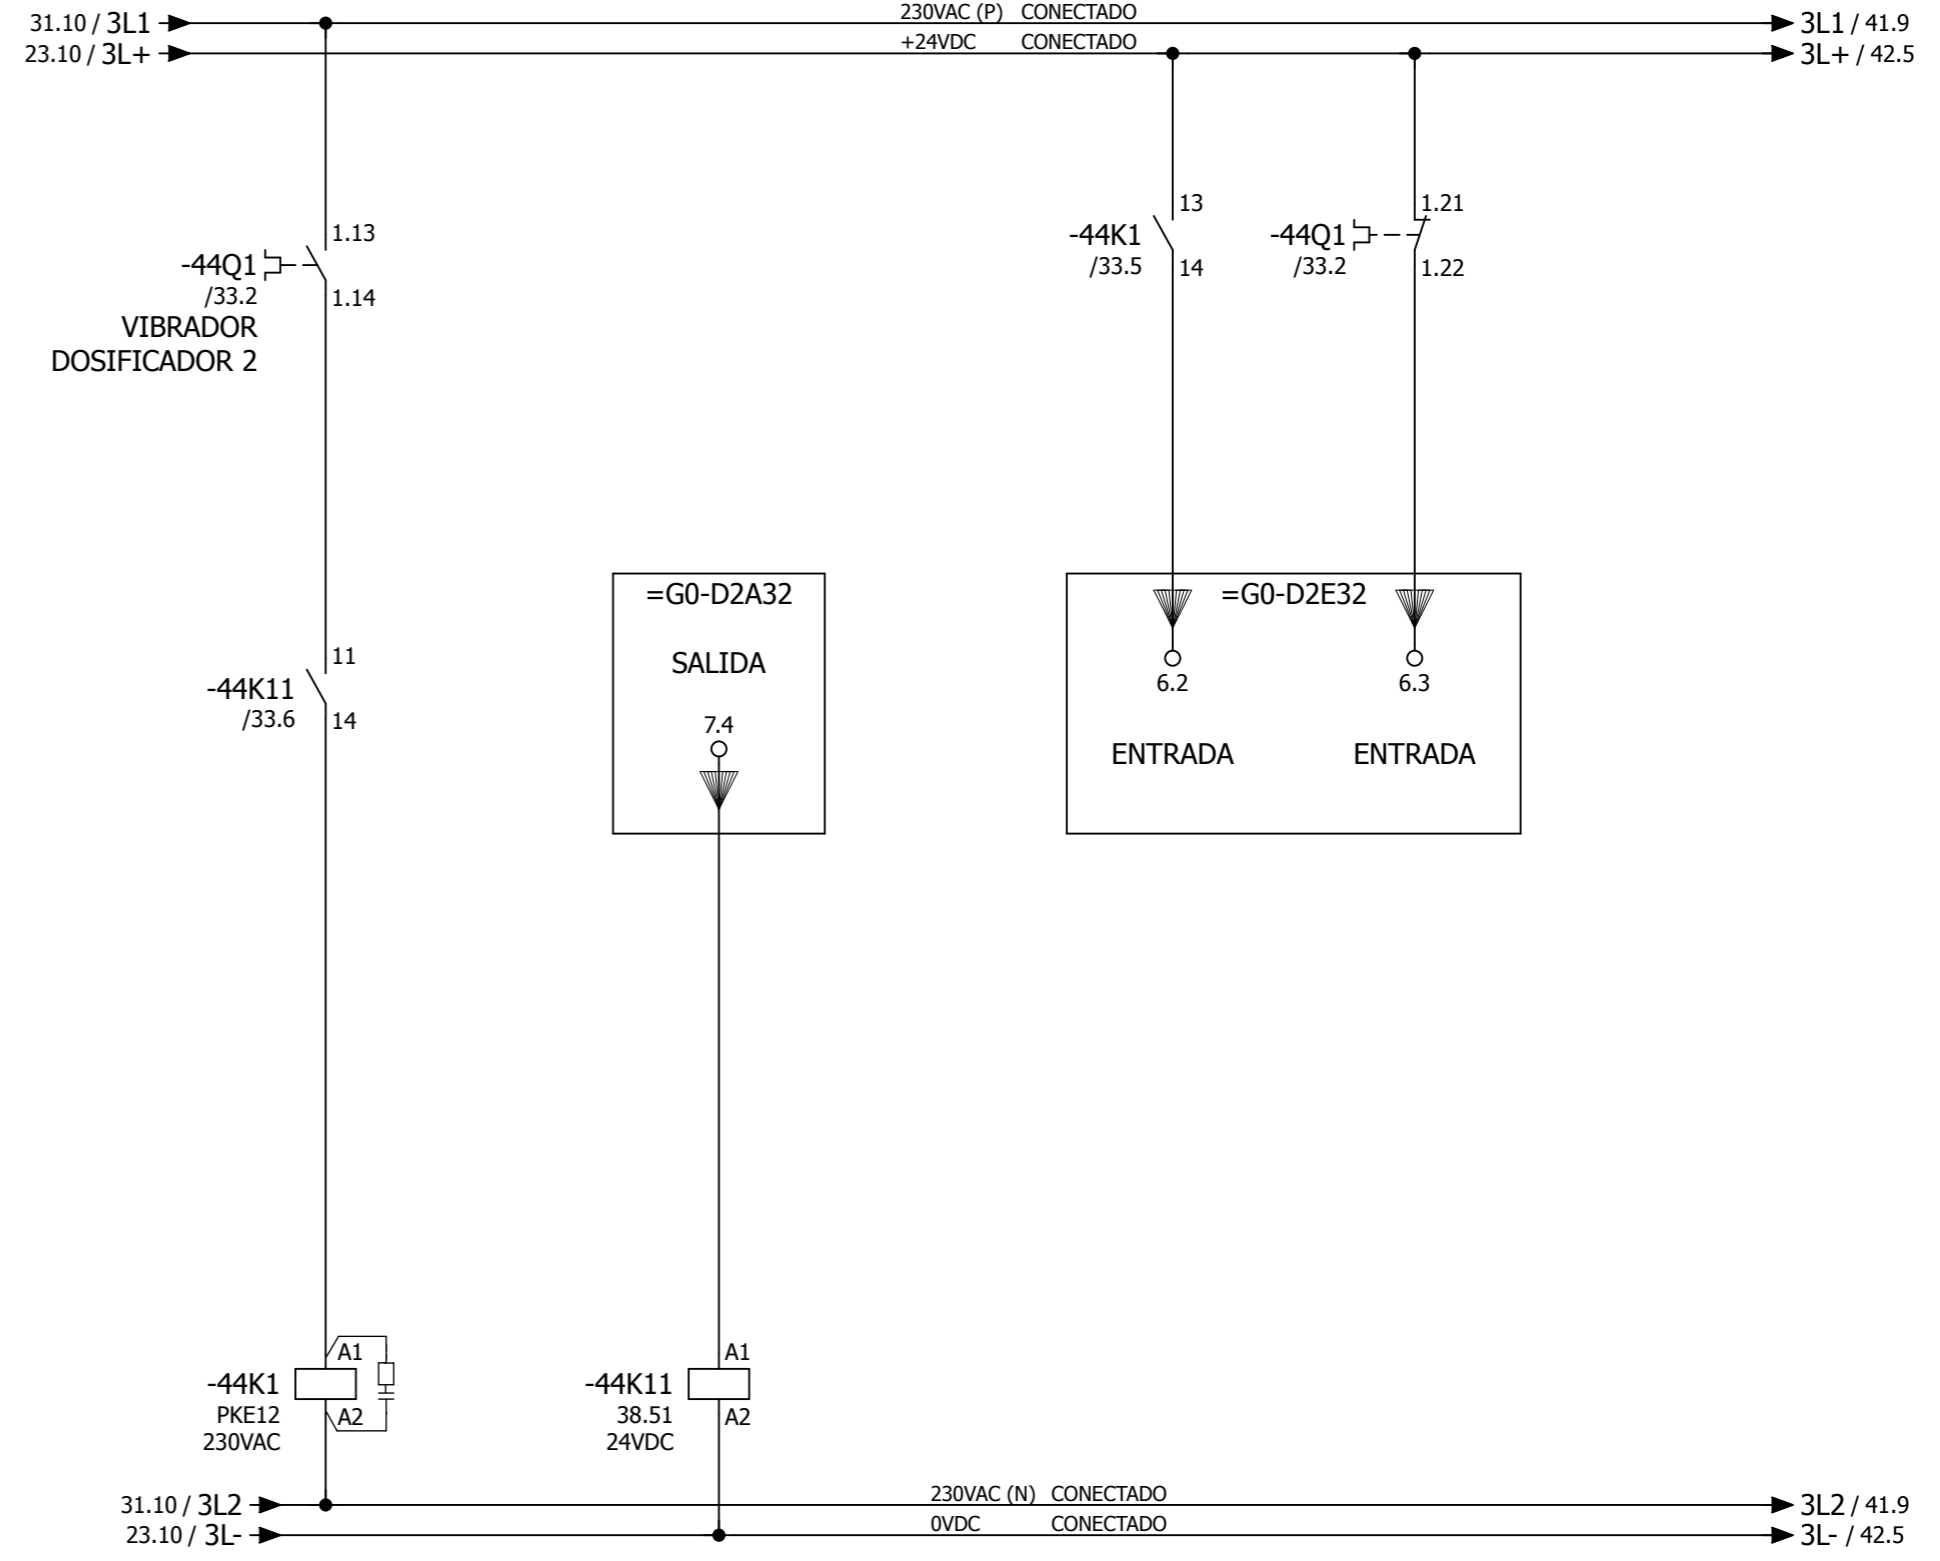 31.10 / 3L1
230VAC (P) CONECTADO
3L1 / 41.9
23.10 / 3L+
+24VDC CONECTADO
3L+ / 42.5
1.13
-44Q1
/33.2
1.14
VIBRADOR
DOSIFICADOR 2
13
-44K1
/33.5
14
1.21
-44Q1
/33.2
1.22
11
-44K11
/33.6
14
=G0-D2A32
SALIDA
7.4
=G0-D2E32
6.2
6.3
ENTRADA
ENTRADA
A1
-44K1
PKE12
A2
230VAC
A1
-44K11
38.51
A2
24VDC
31.10 / 3L2
230VAC (N) CONECTADO
3L2 / 41.9
23.10 / 3L-
0VDC CONECTADO
3L- / 42.5